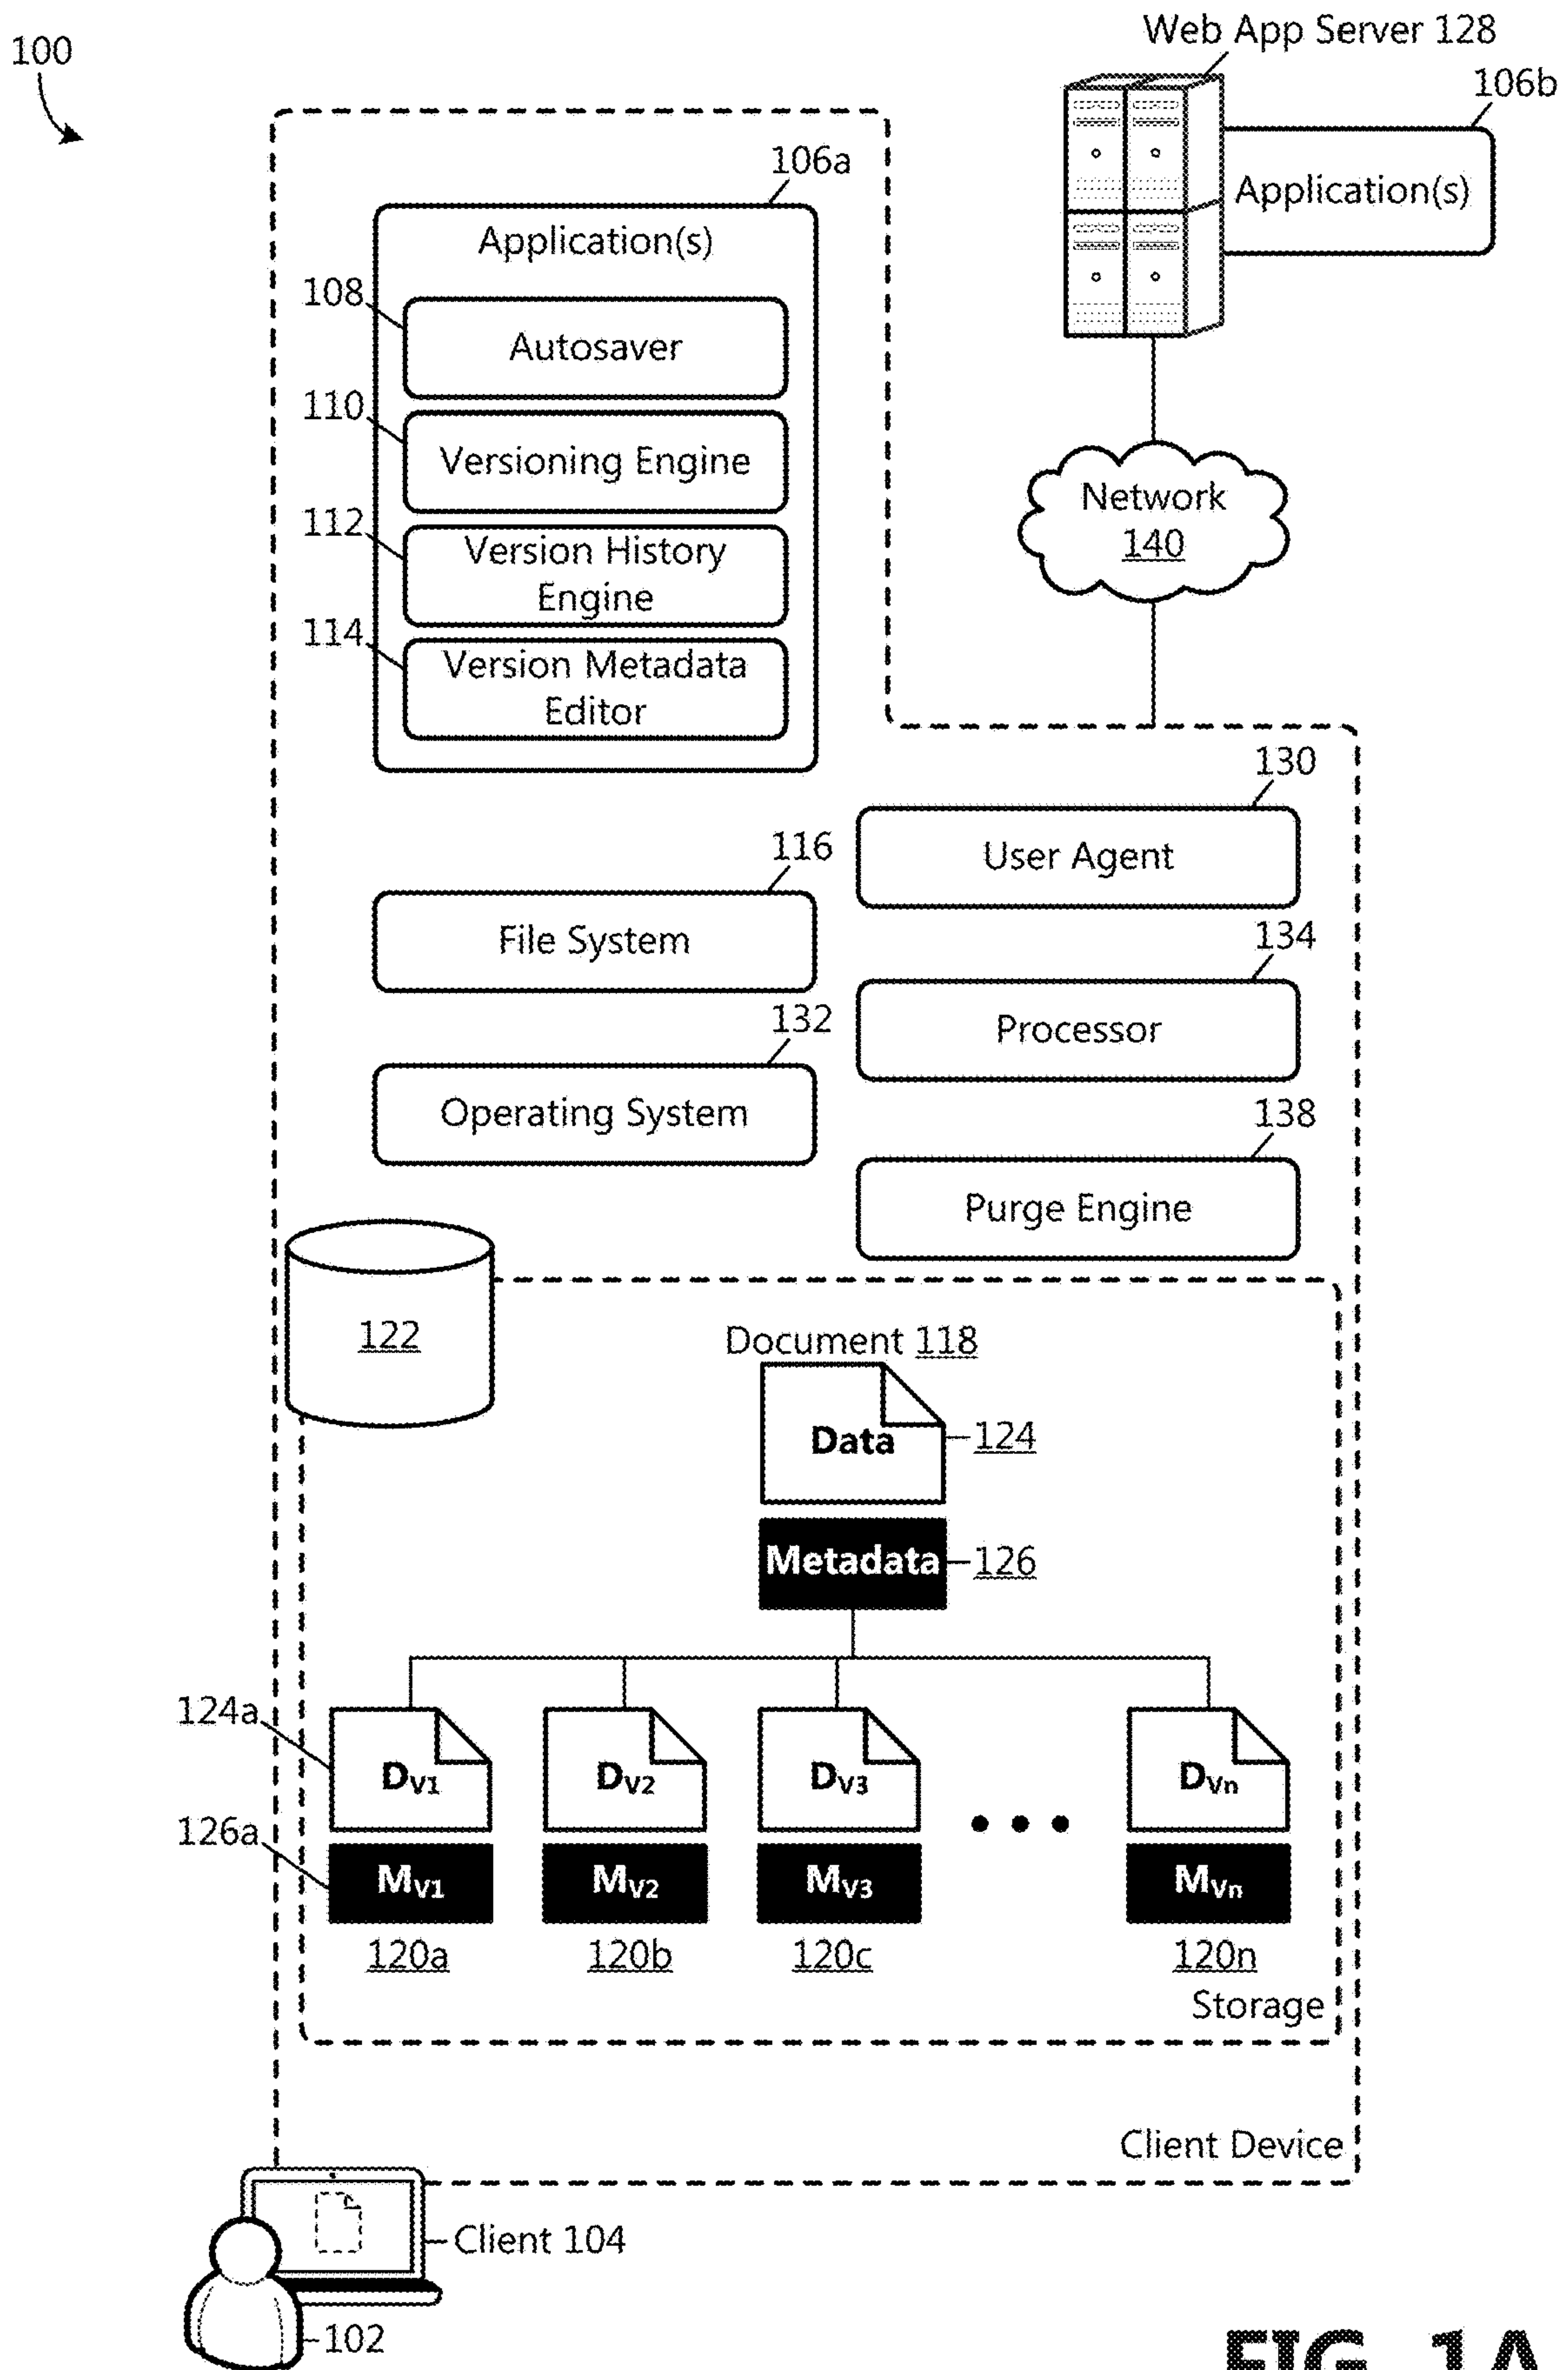 100
Web App Server 128
106b
Application(s)
106a
Application(s)
108
Autosaver
110
Versioning Engine
112
Version History
Engine
114
Version Metadata
Editor
Network
140
130
User Agent
116
File System
134
Processor
132
Operating System
138
Purge Engine
122
Document 118
Data
124
Metadata
126
124a
DV1
DV2
DV3
DVn
126a
MV1
MV2
MV3
MVn
120a
120b
120c
120n
Storage
Client Device
Client 104
102
FIG. 1A